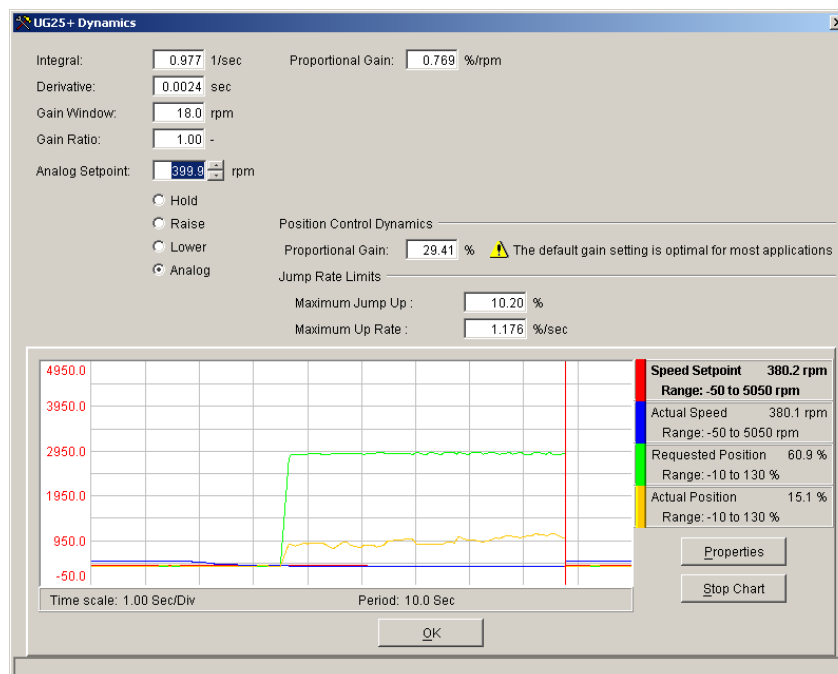 UG25+ Dynamics
Integral: 0.977 1/sec Proportional Gain: 0.769 %/rpm
Derivative: 0.0024 sec
Gain Window: 18.0 rpm
Gain Ratio: 1.00 -
Analog Setpoint: 399.9 rpm
Hold
Raise
Lower
Analog
Position Control Dynamics
Proportional Gain: 29.41 % The default gain setting is optimal for most applications
Jump Rate Limits
Maximum Jump Up : 10.20 %
Maximum Up Rate : 1.176 %/sec
4950.0
3950.0
2950.0
1950.0
950.0
-50.0
Speed Setpoint 380.2 rpm
Range: -50 to 5050 rpm
Actual Speed 380.1 rpm
Range: -50 to 5050 rpm
Requested Position 60.9 %
Range: -10 to 130 %
Actual Position 15.1 %
Range: -10 to 130 %
Properties
Stop Chart
Time scale: 1.00 Sec/Div Period: 10.0 Sec
OK